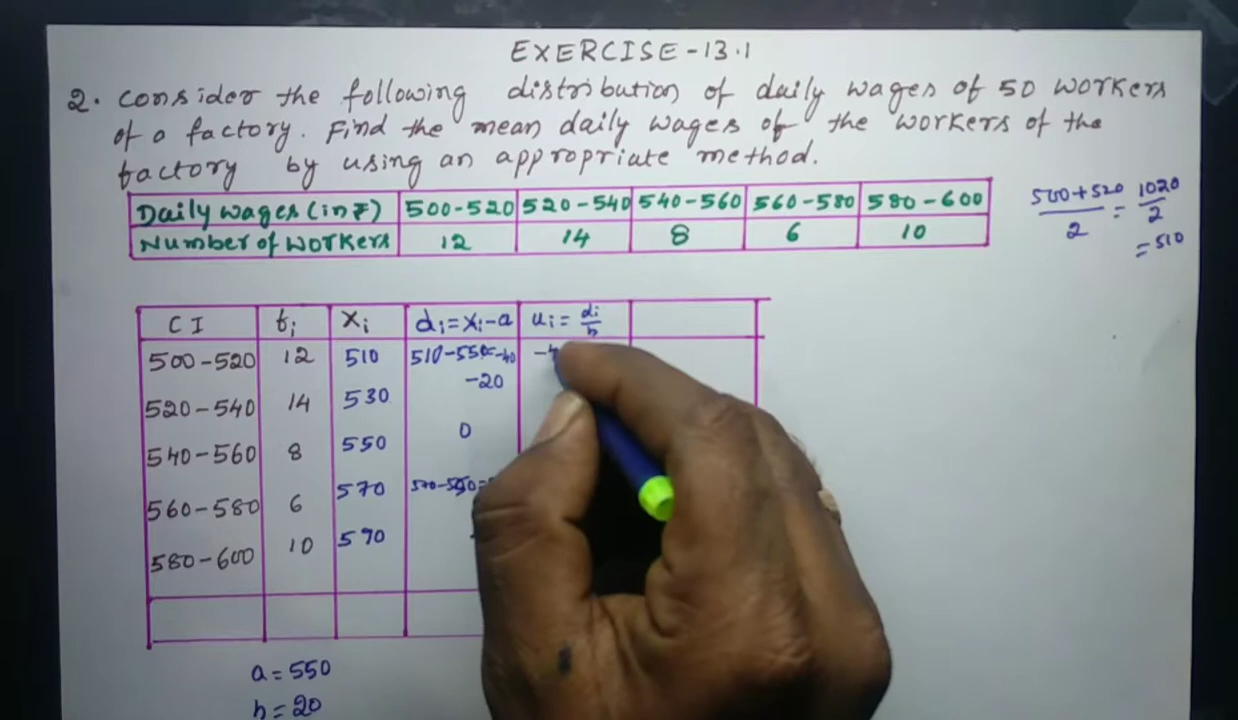 EXERCISE-13.1
2. Consider the following distribution of daily wages of 50 workers
of a factory. Find the mean daily wages of the workers of the
factory by using an appropriate method.
Daily wages (in ₹) 500-520 520-540 540-560 560-580 580-600
Number of workers 12 14 8 6 10
500+520/2 = 1020/2
= 510
CI fi xi di=xi-a ui= di/h
500-520 12 510 510-550=-40
520-540 14 530 -20
540-560 8 550 0
560-580 6 570 570-550=
580-600 10 590
a=550
h=20